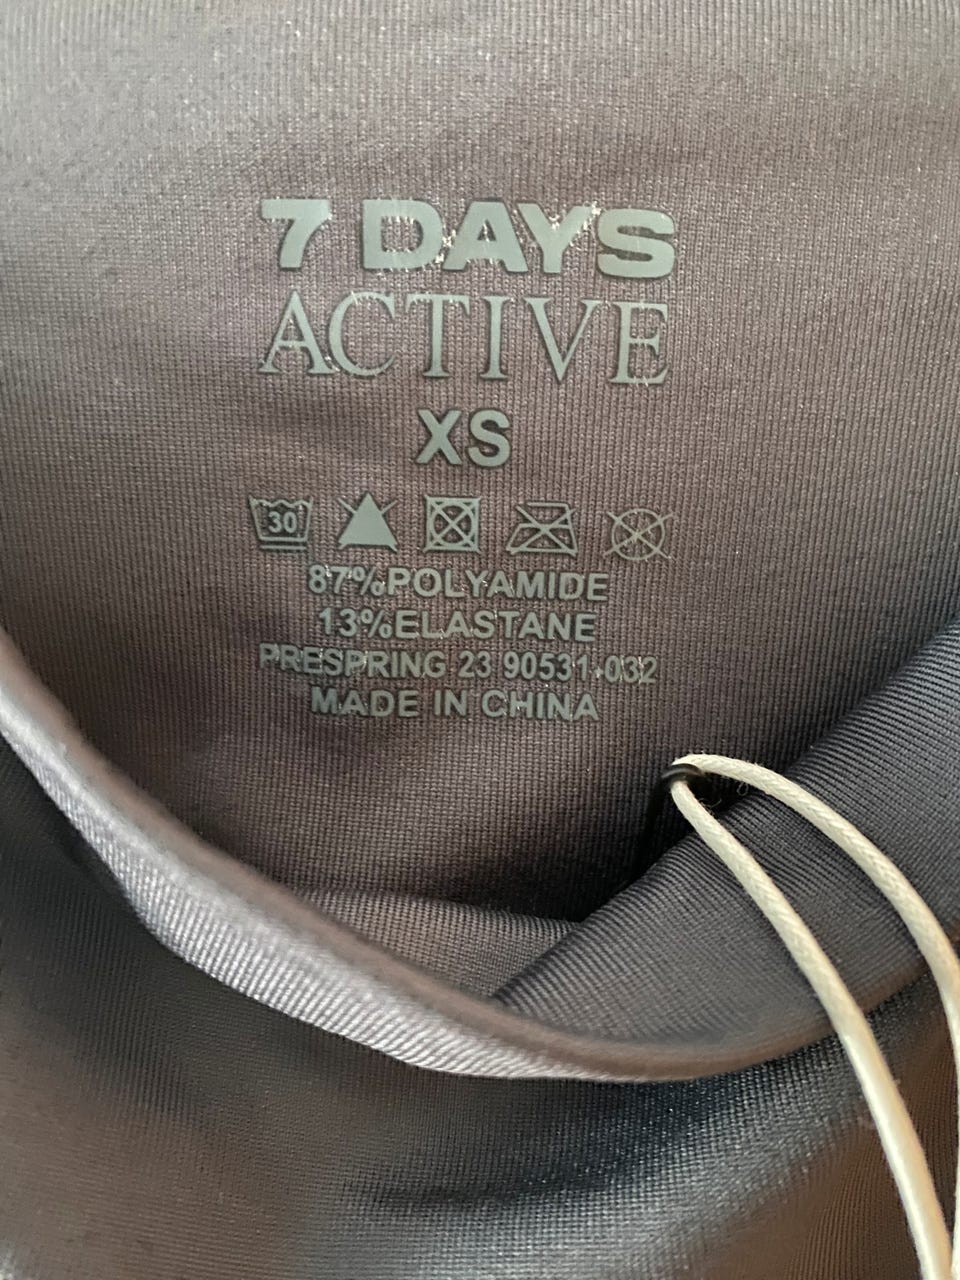 7 DAYS
ACTIVE
XS
30
87%POLYAMIDE
13%ELASTANE
PRESPRING 23 90531-032
MADE IN CHINA